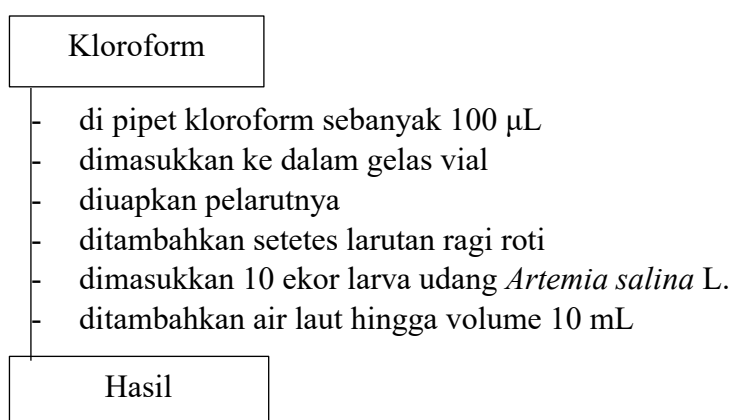 Kloroform
- di pipet kloroform sebanyak 100 μL
- dimasukkan ke dalam gelas vial
- diuapkan pelarutnya
- ditambahkan setetes larutan ragi roti
- dimasukkan 10 ekor larva udang Artemia salina L.
- ditambahkan air laut hingga volume 10 mL
Hasil